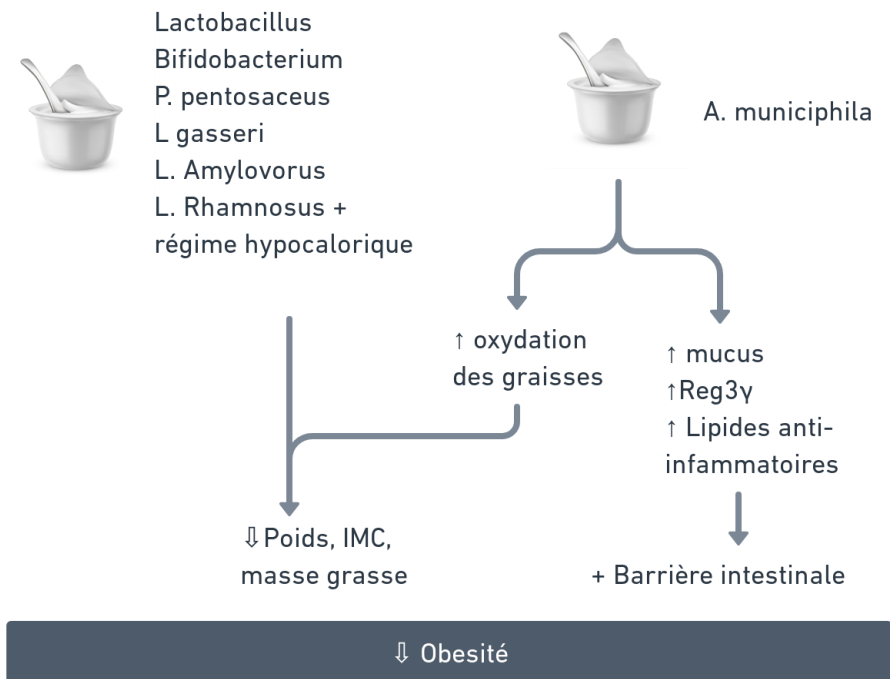 Lactobacillus
Bifidobacterium
P. pentosaceus
L gasseri
L. Amylovorus
L. Rhamnosus +
régime hypocalorique
A. municiphila
↑ oxydation
des graisses
↑ mucus
↑Reg3γ
↑ Lipides anti-
infammatoires
⇩Poids, IMC,
masse grasse
+ Barrière intestinale
⇩ Obesité